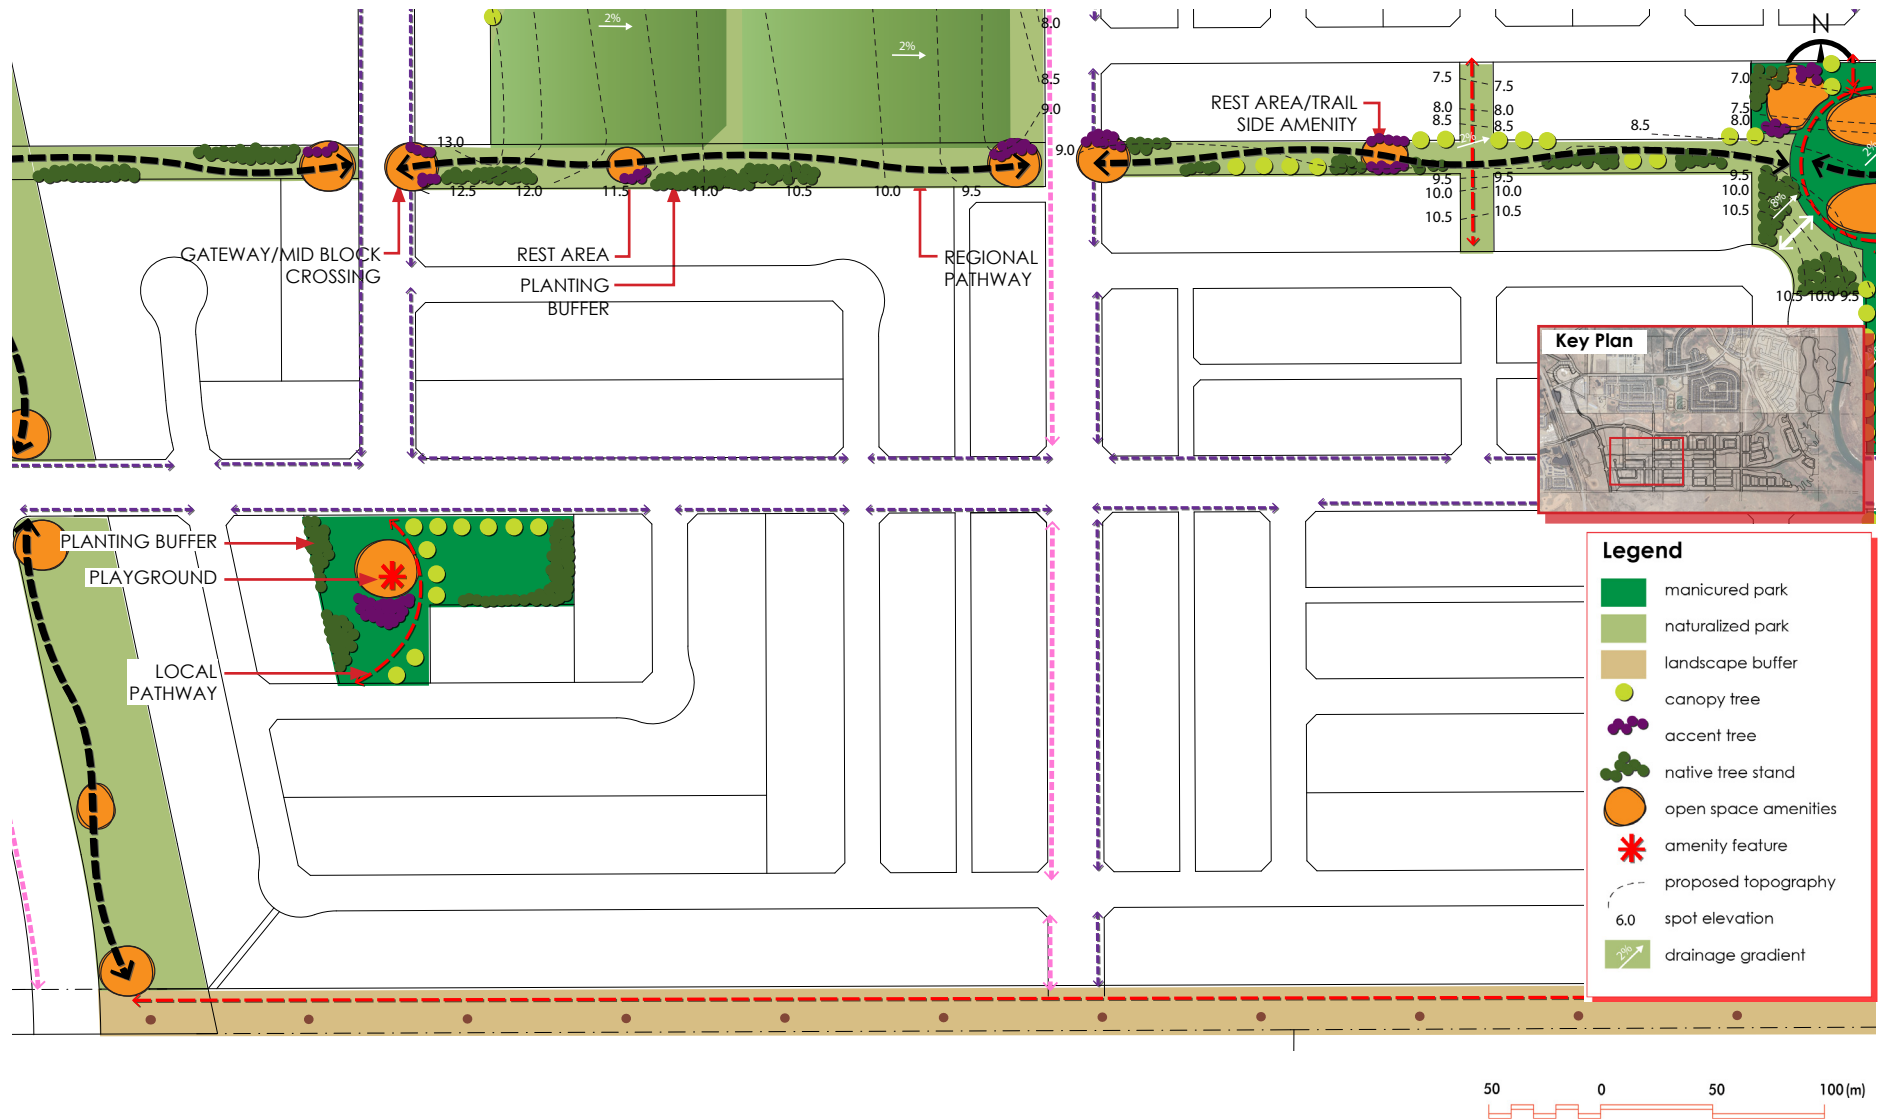 2%
2%
8.0
8.5
9.0
9.0
N
7.0
7.5
8.0
8.5
7.5
8.0
8.5
7.5
8.0
8.5
2%
REST AREA/TRAIL
SIDE AMENITY
13.0
12.5
12.0
11.5
11.0
10.5
10.0
9.5
9.5
10.0
10.5
9.5
10.0
10.5
9.5
10.0
10.5
8%
2%
GATEWAY/MID BLOCK
CROSSING
REST AREA
PLANTING
BUFFER
REGIONAL
PATHWAY
10.5 10.0 9.5
Key Plan
PLANTING BUFFER
PLAYGROUND
LOCAL
PATHWAY
Legend
manicured park
naturalized park
landscape buffer
canopy tree
accent tree
native tree stand
open space amenities
amenity feature
proposed topography
6.0 spot elevation
2% drainage gradient
50 0 50 100 (m)